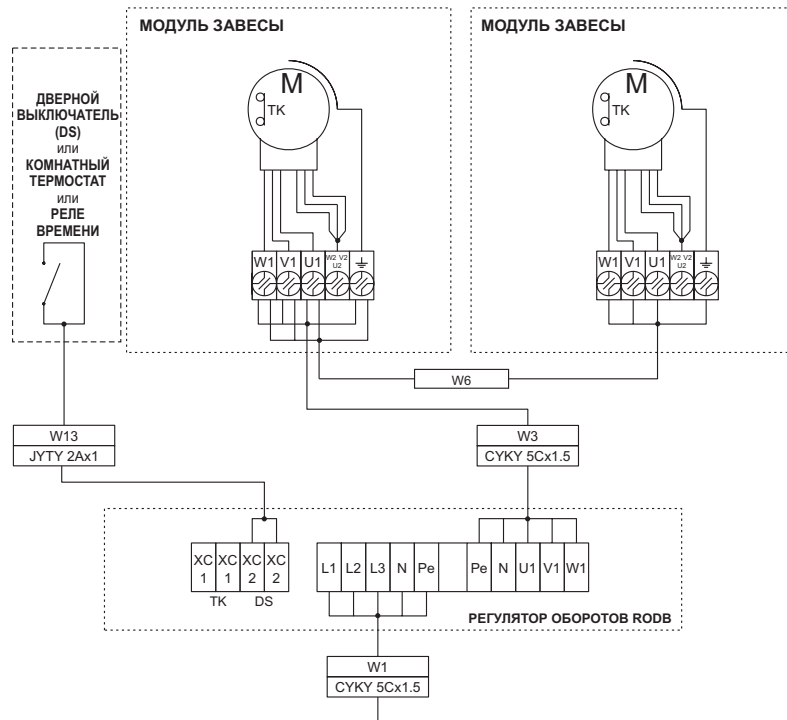 МОДУЛЬ ЗАВЕСЫ
МОДУЛЬ ЗАВЕСЫ
ДВЕРНОЙ
ВЫКЛЮЧАТЕЛЬ
(DS)
или
КОМНАТНЫЙ
ТЕРМОСТАТ
или
РЕЛЕ
ВРЕМЕНИ
M
TK
M
TK
W1 V1 U1 W2 V2
U2
W1 V1 U1 W2 V2
U2
W6
W13
JYTY 2Ax1
W3
CYKY 5Cx1.5
XC XC XC XC
1 1 2 2
TK DS
L1 L2 L3 N Pe Pe N U1 V1 W1
РЕГУЛЯТОР ОБОРОТОВ RODB
W1
CYKY 5Cx1.5